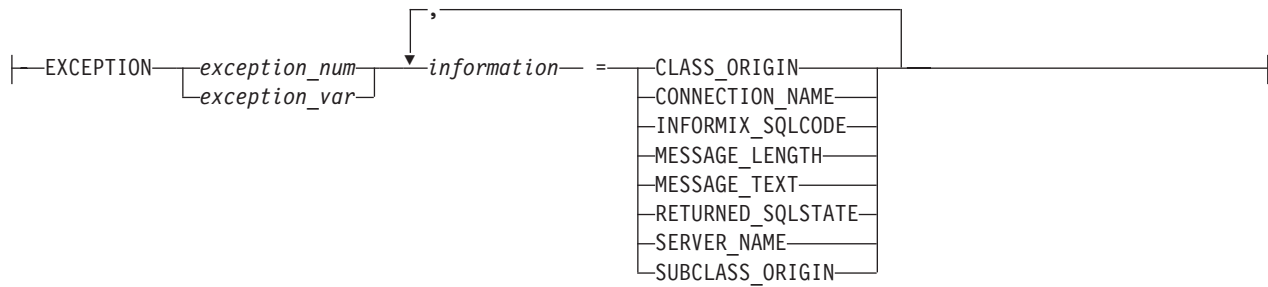 ,
EXCEPTION exception_num information = CLASS_ORIGIN
exception_var CONNECTION_NAME
INFORMIX_SQLCODE
MESSAGE_LENGTH
MESSAGE_TEXT
RETURNED_SQLSTATE
SERVER_NAME
SUBCLASS_ORIGIN